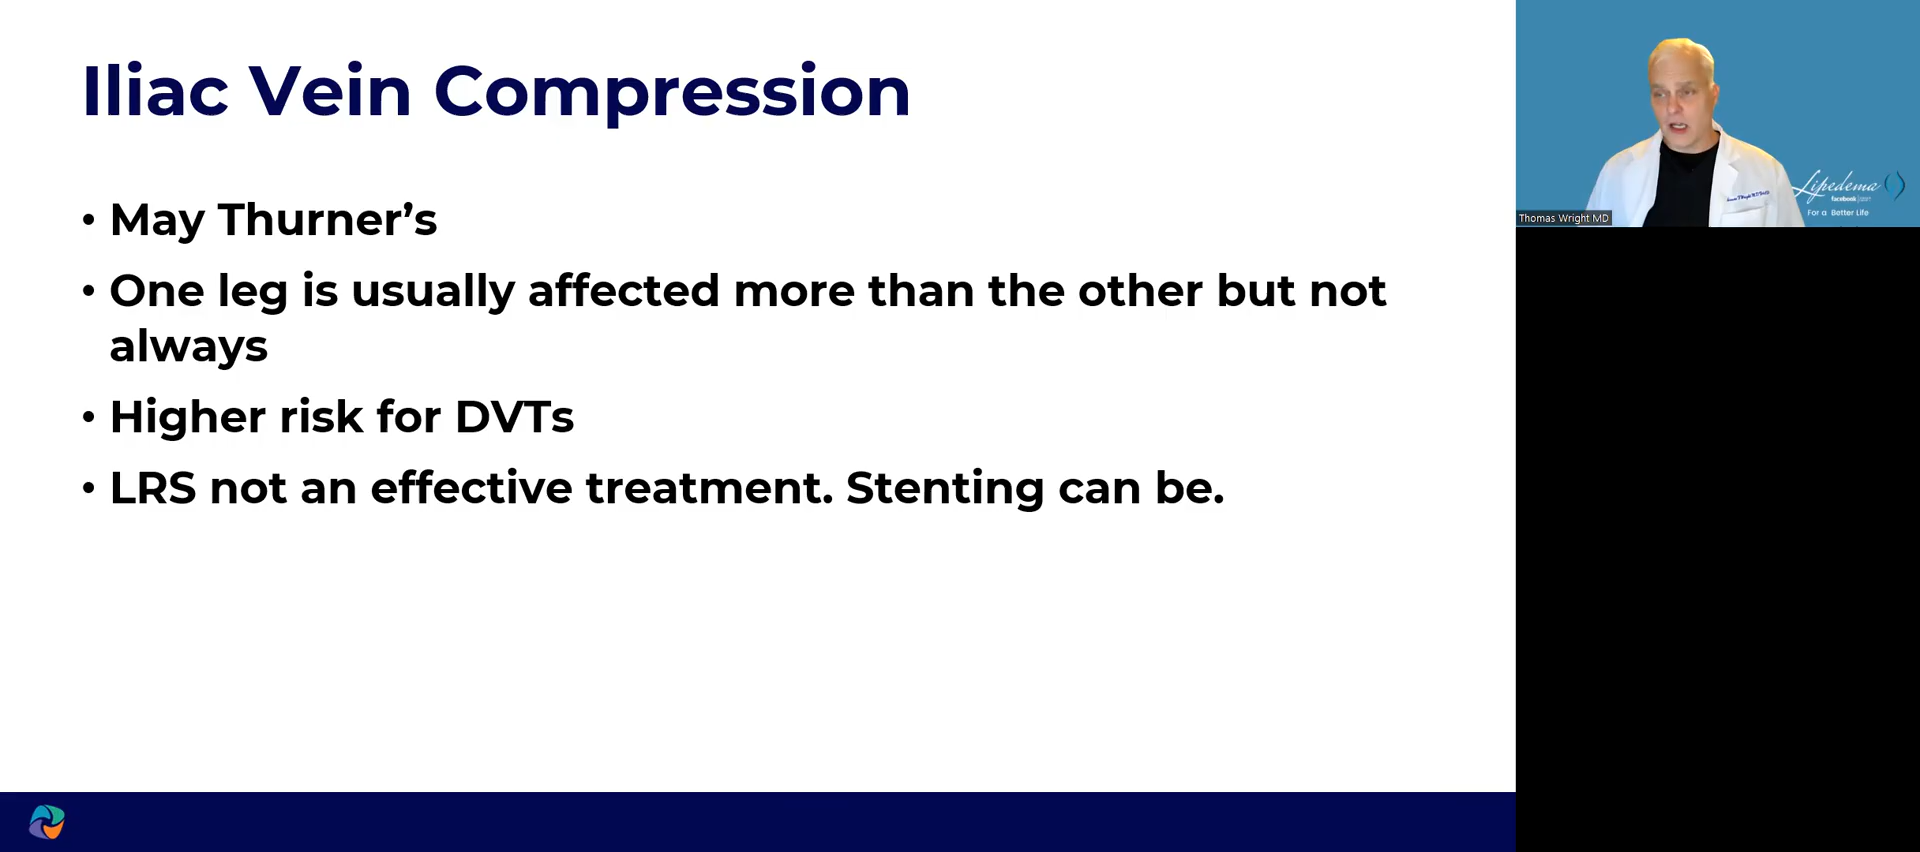 Iliac Vein Compression
• May Thurner’s
• One leg is usually affected more than the other but not
always
• Higher risk for DVTs
• LRS not an effective treatment. Stenting can be.
Thomas Wright MD
Lipedema
For a Better Life